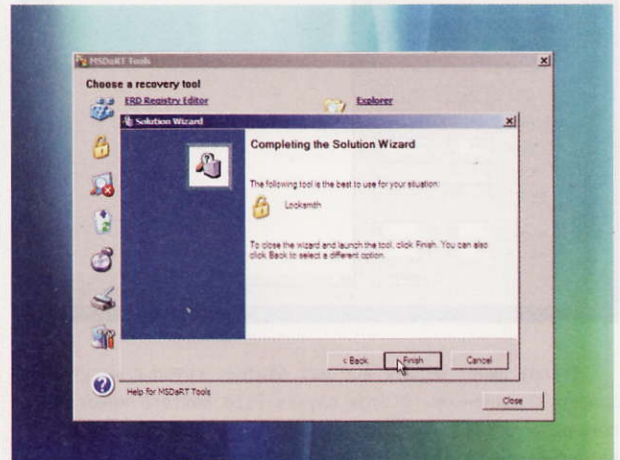 MSDaRT Tools
Choose a recovery tool
ERD Registry Editor
Explorer
Solution Wizard
Completing the Solution Wizard
The following tool is the best to use for your situation:
Locksmith
To close the wizard and launch the tool, click Finish. You can also
click Back to select a different option.
< Back
Finish
Cancel
Help for MSDaRT Tools
Close